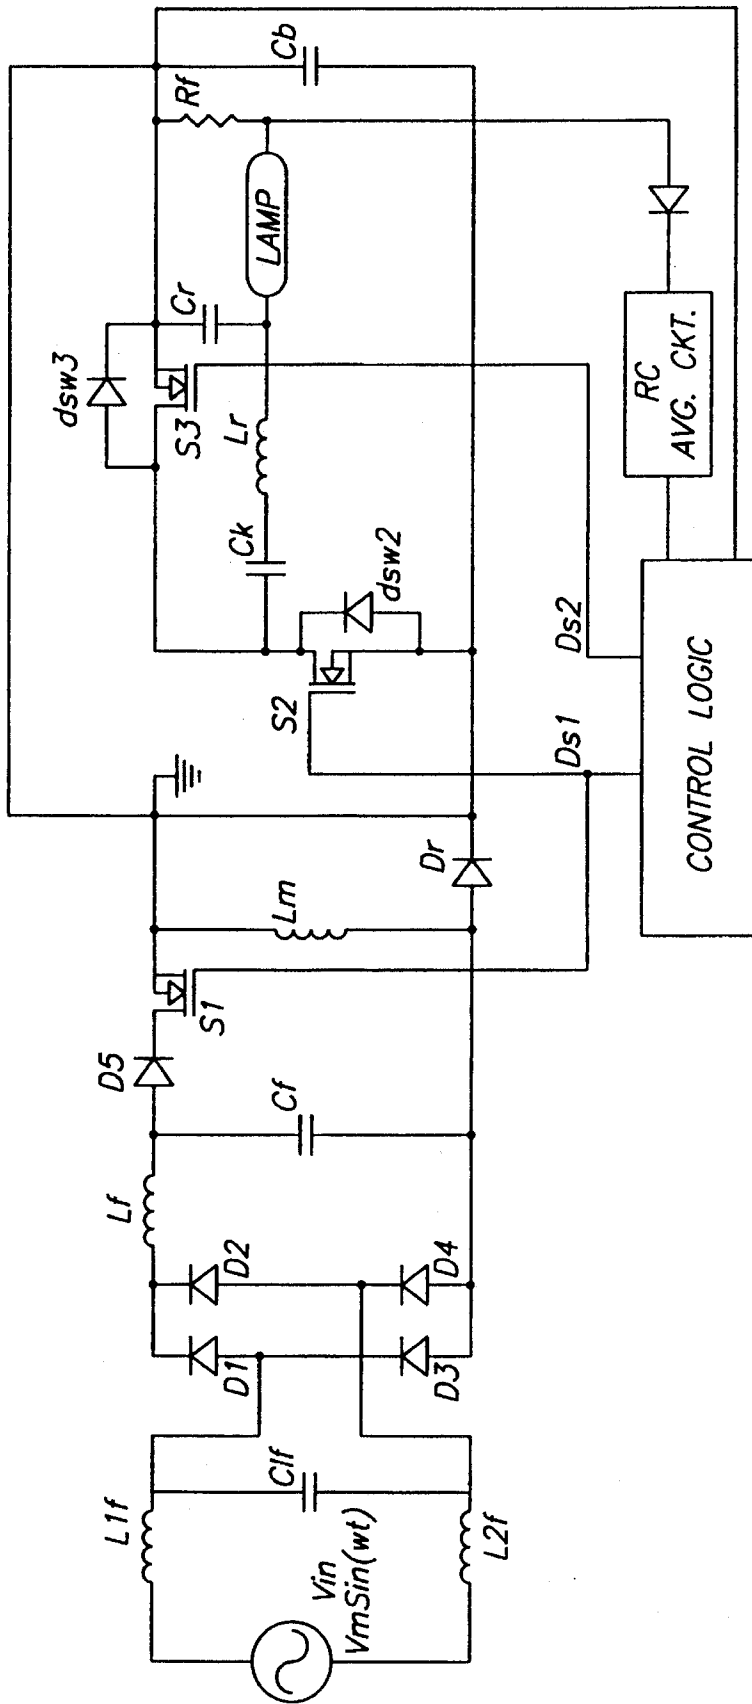 L1f
Vin
VmSin(wt)
L2f
C1f
D1
D2
D3
D4
Lf
Cf
D5
S1
Lm
Dr
S2
dsw2
Ck
Lr
S3
dsw3
Cr
LAMP
Rf
Cb
Ds1
Ds2
CONTROL LOGIC
RC
AVG. CKT.